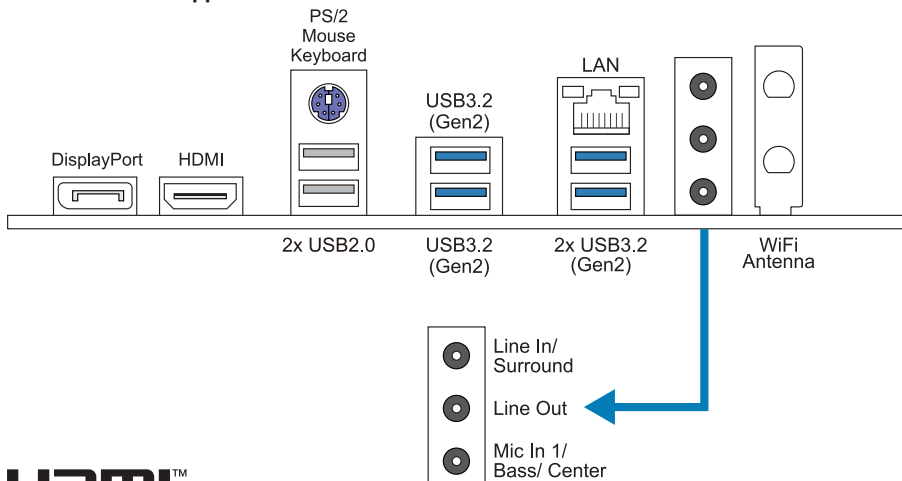 PS/2
Mouse
Keyboard
LAN
USB3.2
(Gen2)
DisplayPort
HDMI
2x USB2.0
USB3.2
(Gen2)
2x USB3.2
(Gen2)
WiFi
Antenna
Line In/
Surround
Line Out
Mic In 1/
Bass/ Center
HDMI™